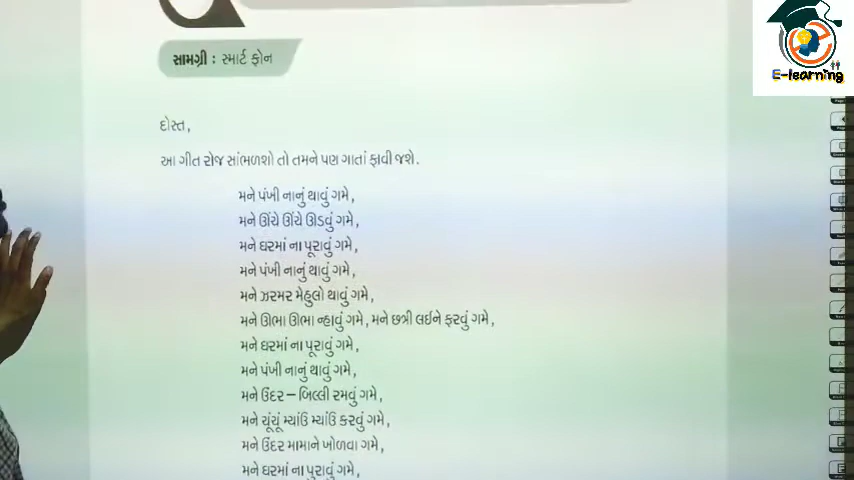 સામગ્રી : સ્માર્ટ ફોન
E-learning
દોસ્ત,
આ ગીત રોજ સાંભળશો તો તમને પણ ગાતાં ફાવી જશે.
મને પંખી નાનું થાવું ગમે,
મને ઊંચે ઊંચે ઊડવું ગમે,
મને ઘરમાં ના પૂરાવું ગમે,
મને પંખી નાનું થાવું ગમે,
મને ઝરમર મેહુલો થાવું ગમે,
મને ઊભા ઊભા ન્હાવું ગમે, મને છત્રી લઈને ફરવું ગમે,
મને ઘરમાં ના પૂરાવું ગમે,
મને પંખી નાનું થાવું ગમે,
મને ઉંદર – બિલ્લી રમવું ગમે,
મને ચૂંચૂં મ્યાંઉં મ્યાંઉં કરવું ગમે,
મને ઉંદર મામાને ખોળવા ગમે,
મને ઘરમાં ના પુરાવું ગમે,